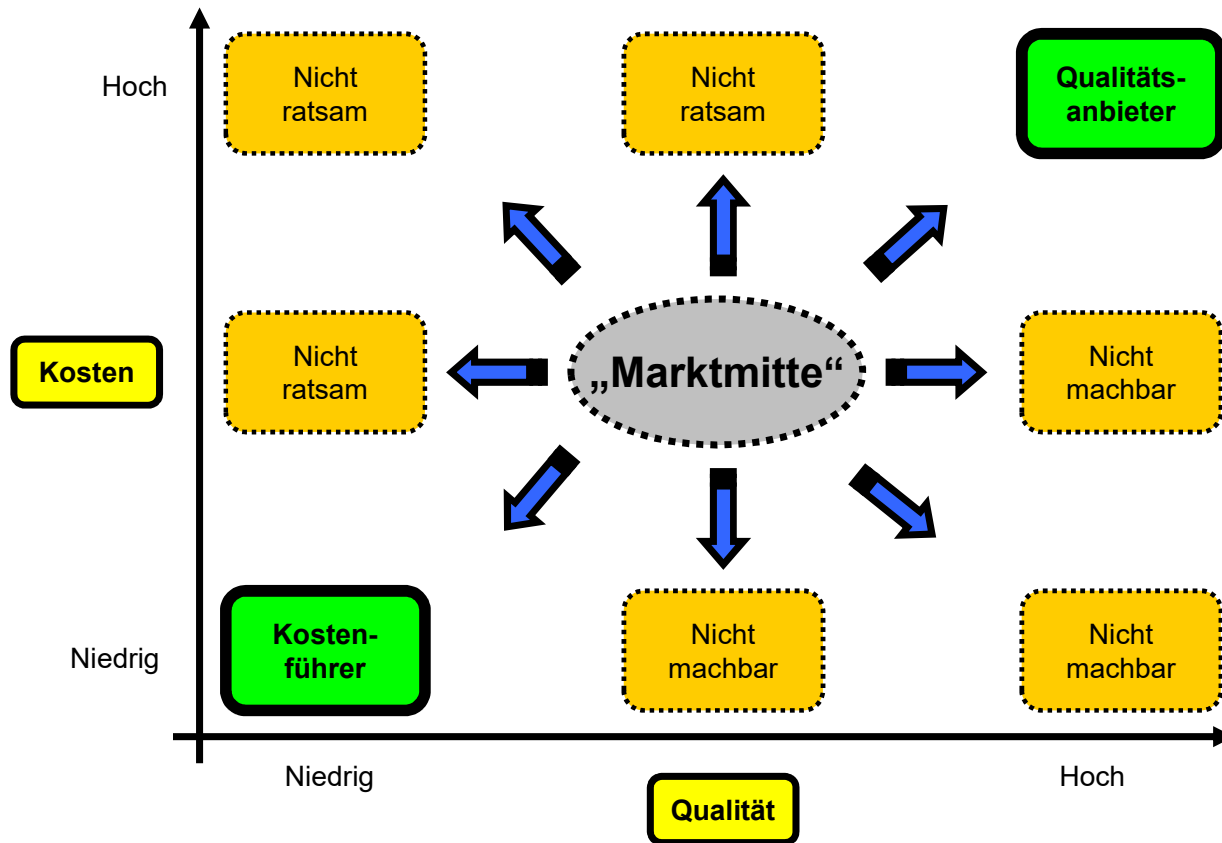 Hoch
Nicht
ratsam
Nicht
ratsam
Qualitäts-
anbieter
Kosten
Nicht
ratsam
„Marktmitte“
Nicht
machbar
Niedrig
Kosten-
führer
Nicht
machbar
Nicht
machbar
Niedrig
Qualität
Hoch